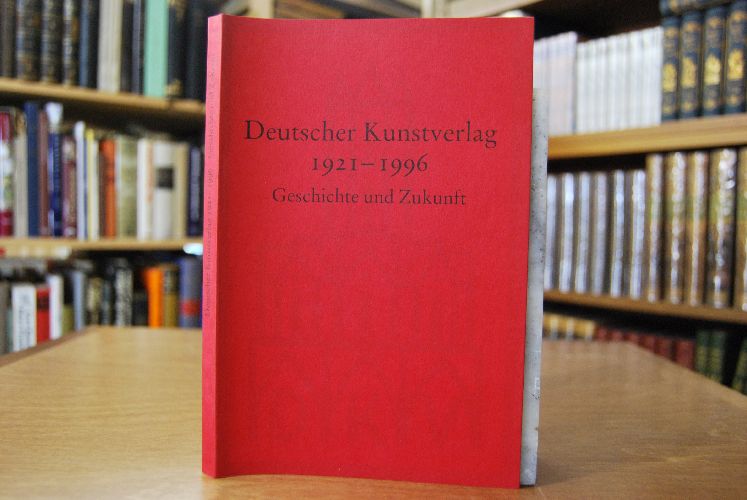 Deutscher Kunstverlag
1921–1996
Geschichte und Zukunft